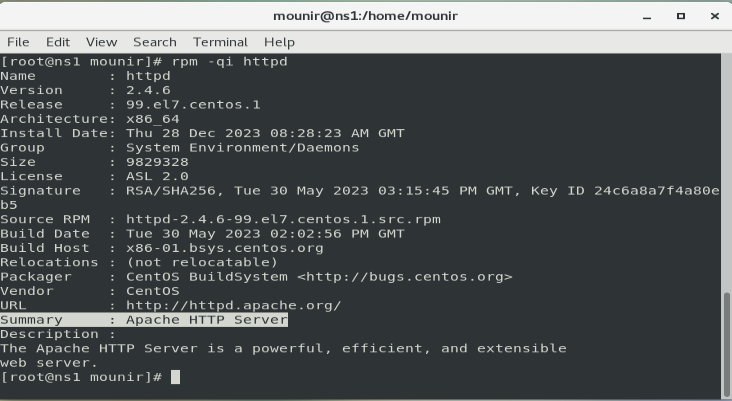 mounir@ns1:/home/mounir
File Edit View Search Terminal Help
[root@ns1 mounir]# rpm -qi httpd
Name        : httpd
Version     : 2.4.6
Release     : 99.el7.centos.1
Architecture: x86_64
Install Date: Thu 28 Dec 2023 08:28:23 AM GMT
Group       : System Environment/Daemons
Size        : 9829328
License     : ASL 2.0
Signature   : RSA/SHA256, Tue 30 May 2023 03:15:45 PM GMT, Key ID 24c6a8a7f4a80e
b5
Source RPM  : httpd-2.4.6-99.el7.centos.1.src.rpm
Build Date  : Tue 30 May 2023 02:02:56 PM GMT
Build Host  : x86-01.bsys.centos.org
Relocations : (not relocatable)
Packager    : CentOS BuildSystem <http://bugs.centos.org>
Vendor      : CentOS
URL         : http://httpd.apache.org/
Summary     : Apache HTTP Server
Description :
The Apache HTTP Server is a powerful, efficient, and extensible
web server.
[root@ns1 mounir]#